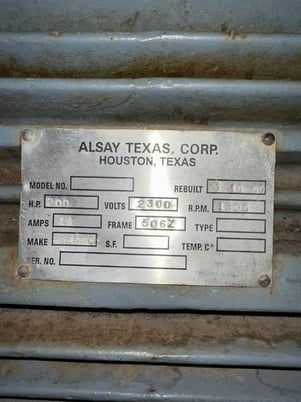 ALSAY TEXAS, CORP.
HOUSTON, TEXAS
MODEL NO. REBUILT
H.P. 200 VOLTS 2300 R.P.M.
AMPS FRAME 506Z TYPE
MAKE S.F. TEMP. C°
SER. NO.